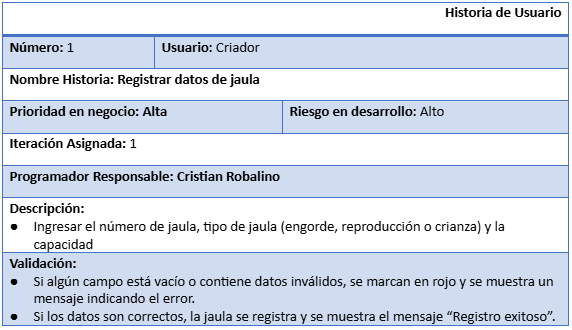 Historia de Usuario
Número: 1 Usuario: Criador
Nombre Historia: Registrar datos de jaula
Prioridad en negocio: Alta Riesgo en desarrollo: Alto
Iteración Asignada: 1
Programador Responsable: Cristian Robalino
Descripción:
● Ingresar el número de jaula, tipo de jaula (engorde, reproducción o crianza) y la
capacidad
Validación:
● Si algún campo está vacío o contiene datos inválidos, se marcan en rojo y se muestra un
mensaje indicando el error.
● Si los datos son correctos, la jaula se registra y se muestra el mensaje “Registro exitoso”.